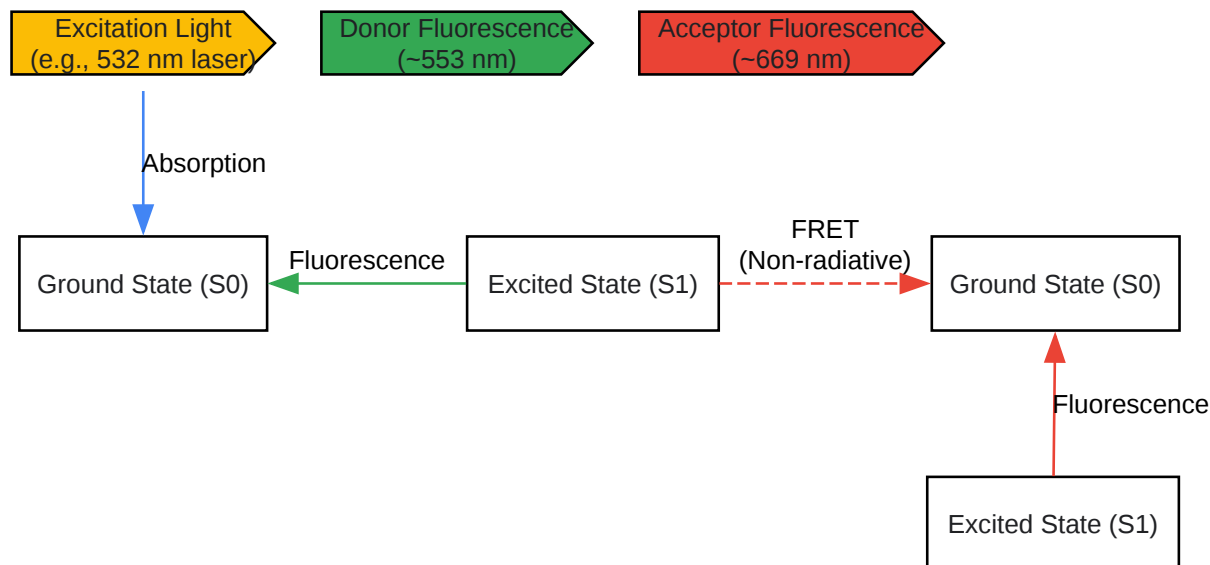 Excitation Light
(e.g., 532 nm laser)
Donor Fluorescence
(~553 nm)
Acceptor Fluorescence
(~669 nm)
Absorption
Ground State (S0)
Fluorescence
Excited State (S1)
FRET
(Non-radiative)
Ground State (S0)
Fluorescence
Excited State (S1)